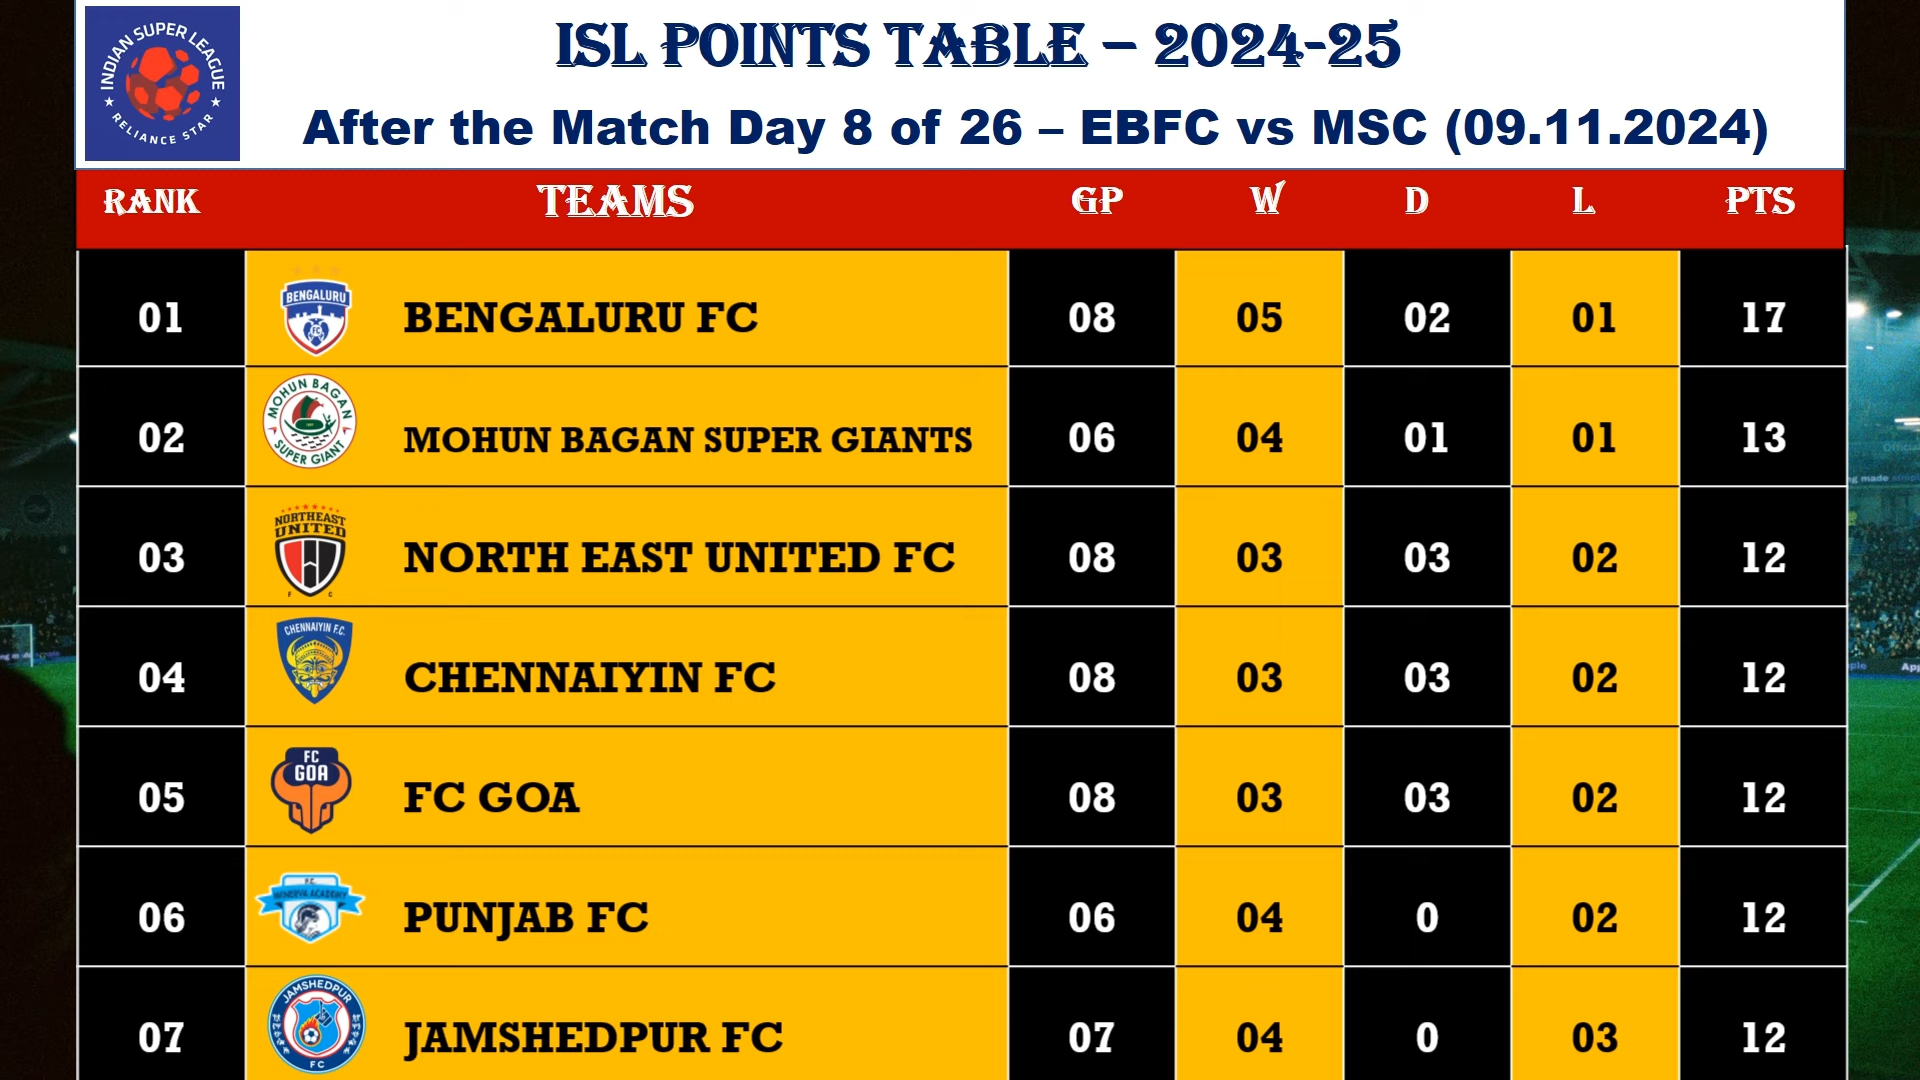 INDIAN SUPER LEAGUE
RELIANCE STAR
ISL POINTS TABLE – 2024-25
After the Match Day 8 of 26 – EBFC vs MSC (09.11.2024)
RANK TEAMS GP W D L PTS
01 BENGALURU BENGALURU FC 08 05 02 01 17
02 MOHUN BAGAN SUPER GIANT MOHUN BAGAN SUPER GIANTS 06 04 01 01 13
03 NORTHEAST UNITED F C NORTH EAST UNITED FC 08 03 03 02 12
04 CHENNAIYIN F.C. CHENNAIYIN FC 08 03 03 02 12
05 FC GOA FC GOA 08 03 03 02 12
06 PUNJAB FC 06 04 0 02 12
07 JAMSHEDPUR FC JAMSHEDPUR FC 07 04 0 03 12